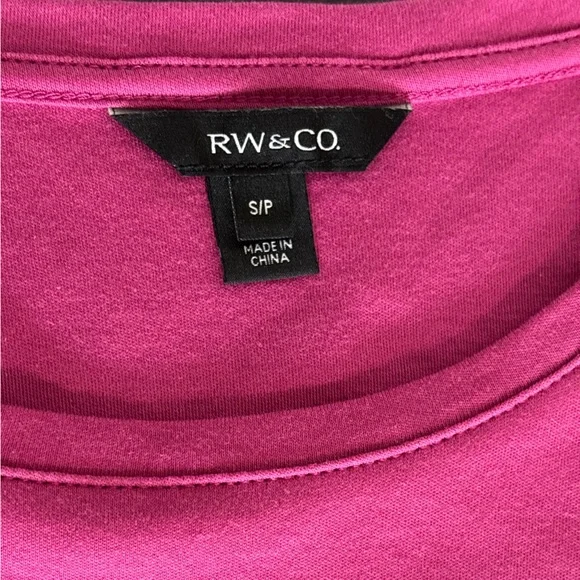 RW & CO.
S/P
MADE IN
CHINA